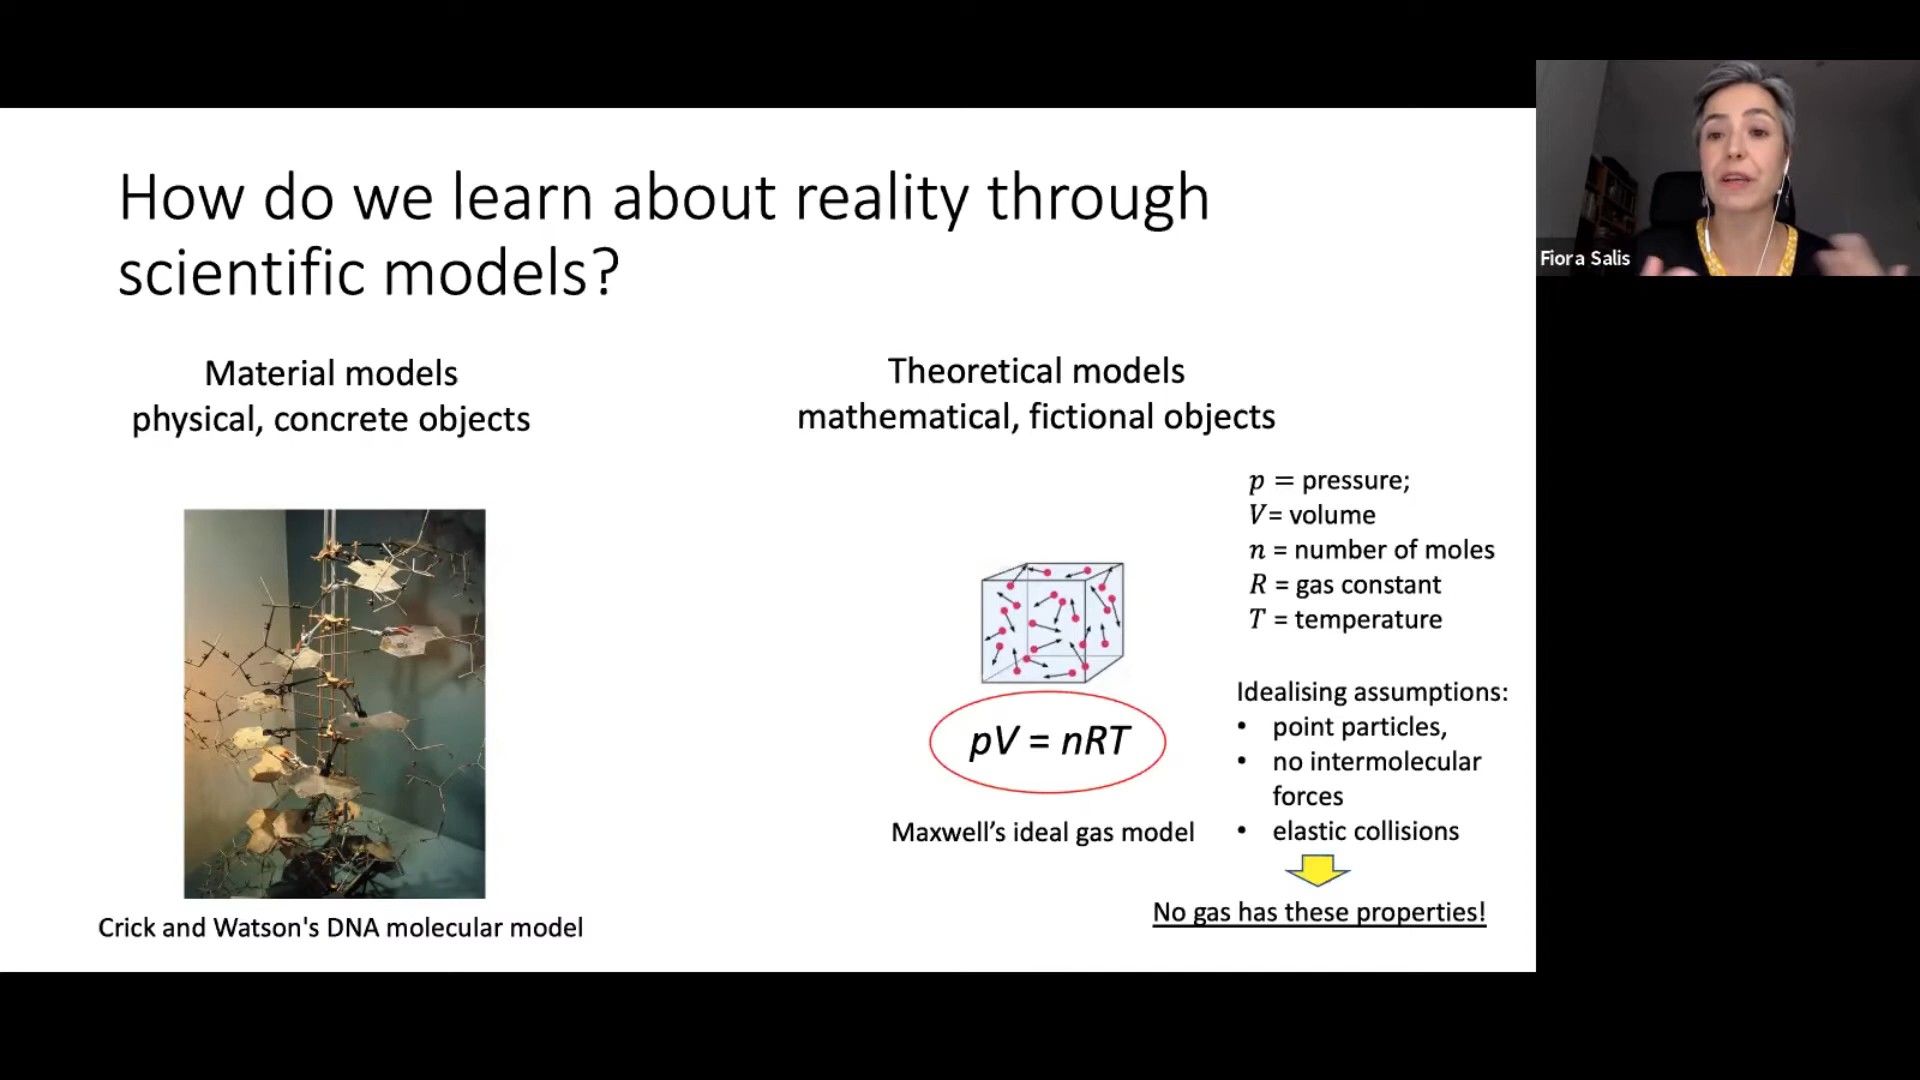 How do we learn about reality through
scientific models?
Material models
physical, concrete objects
Crick and Watson's DNA molecular model
Theoretical models
mathematical, fictional objects
pV = nRT
Maxwell’s ideal gas model
p = pressure;
V= volume
n = number of moles
R = gas constant
T = temperature
Idealising assumptions:
• point particles,
• no intermolecular
forces
• elastic collisions
No gas has these properties!
Fiora Salis